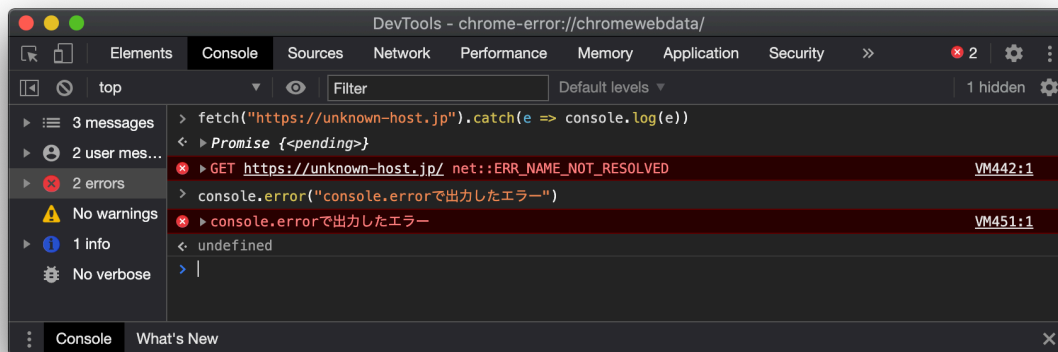 DevTools - chrome-error://chromewebdata/
Elements Console Sources Network Performance Memory Application Security » 2
top Filter Default levels 1 hidden
3 messages
2 user mes...
2 errors
No warnings
1 info
No verbose
fetch("https://unknown-host.jp").catch(e => console.log(e))
Promise {<pending>}
GET https://unknown-host.jp/ net::ERR_NAME_NOT_RESOLVED VM442:1
console.error("console.errorで出力したエラー")
console.errorで出力したエラー VM451:1
undefined
Console What's New